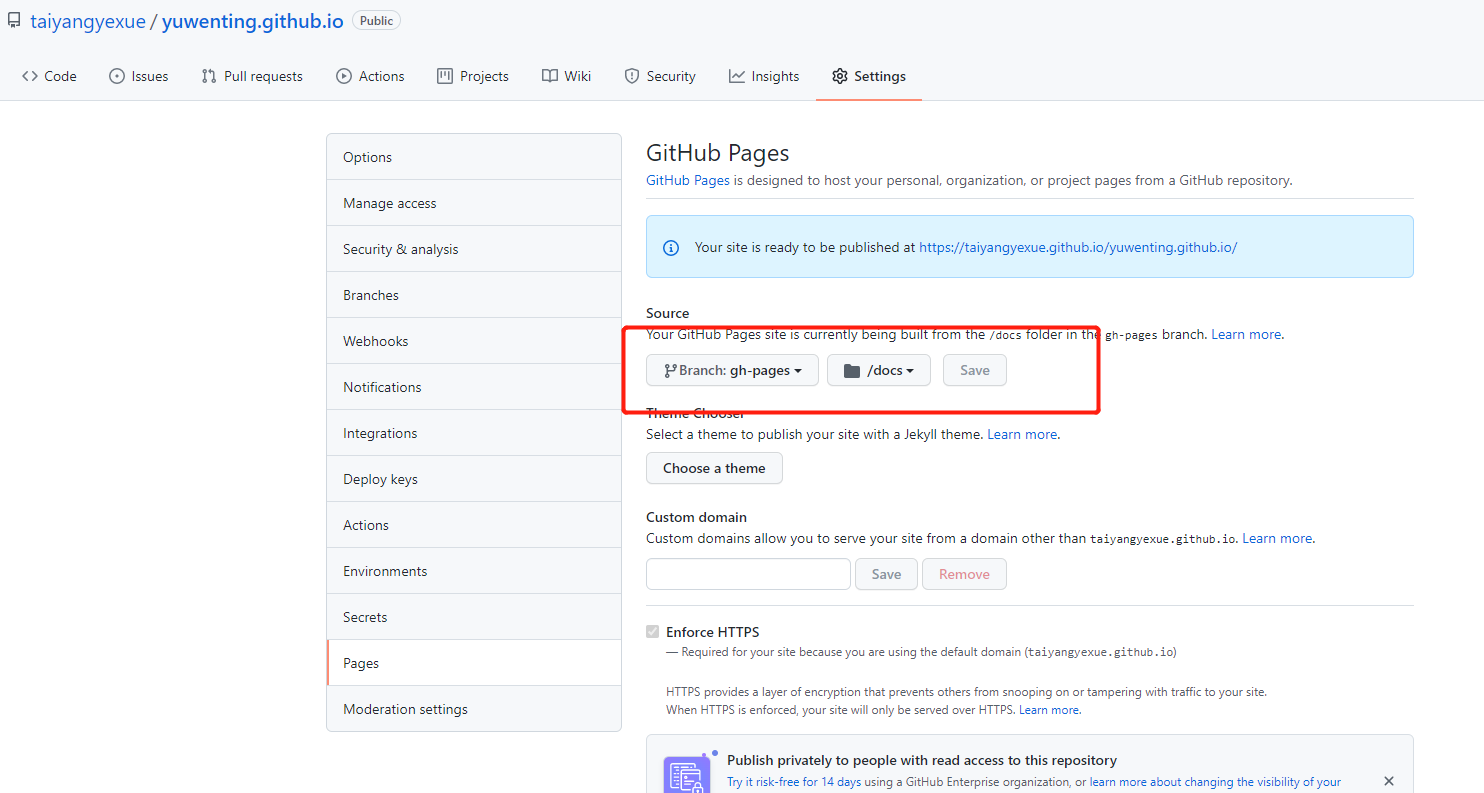 taiyangyexue / yuwenting.github.io Public
Code Issues Pull requests Actions Projects Wiki Security Insights Settings
Options
Manage access
Security & analysis
Branches
Webhooks
Notifications
Integrations
Deploy keys
Actions
Environments
Secrets
Pages
Moderation settings
GitHub Pages
GitHub Pages is designed to host your personal, organization, or project pages from a GitHub repository.
Your site is ready to be published at https://taiyangyexue.github.io/yuwenting.github.io/
Source
Your GitHub Pages site is currently being built from the /docs folder in the gh-pages branch. Learn more.
Branch: gh-pages /docs Save
Theme Chooser
Select a theme to publish your site with a Jekyll theme. Learn more.
Choose a theme
Custom domain
Custom domains allow you to serve your site from a domain other than taiyangyexue.github.io. Learn more.
Save Remove
Enforce HTTPS
— Required for your site because you are using the default domain (taiyangyexue.github.io)
HTTPS provides a layer of encryption that prevents others from snooping on or tampering with traffic to your site.
When HTTPS is enforced, your site will only be served over HTTPS. Learn more.
Publish privately to people with read access to this repository
Try it risk-free for 14 days using a GitHub Enterprise organization, or learn more about changing the visibility of your